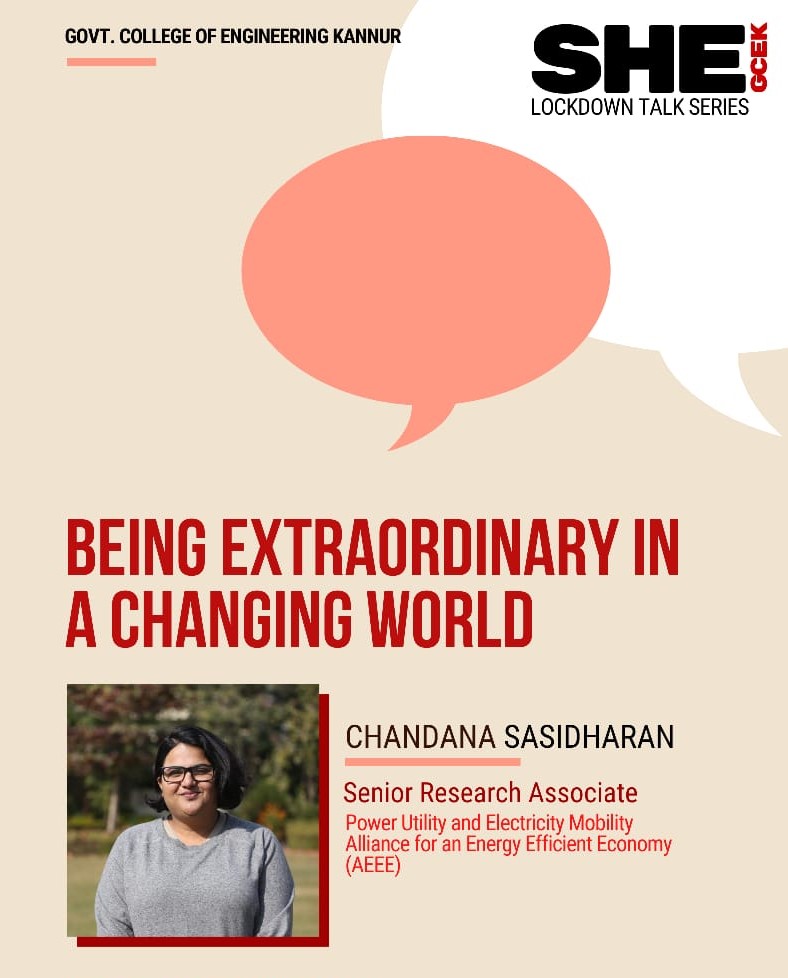 GOVT. COLLEGE OF ENGINEERING KANNUR
SHE
GCEK
LOCKDOWN TALK SERIES
BEING EXTRAORDINARY IN
A CHANGING WORLD
CHANDANA SASIDHARAN
Senior Research Associate
Power Utility and Electricity Mobility
Alliance for an Energy Efficient Economy
(AEEE)